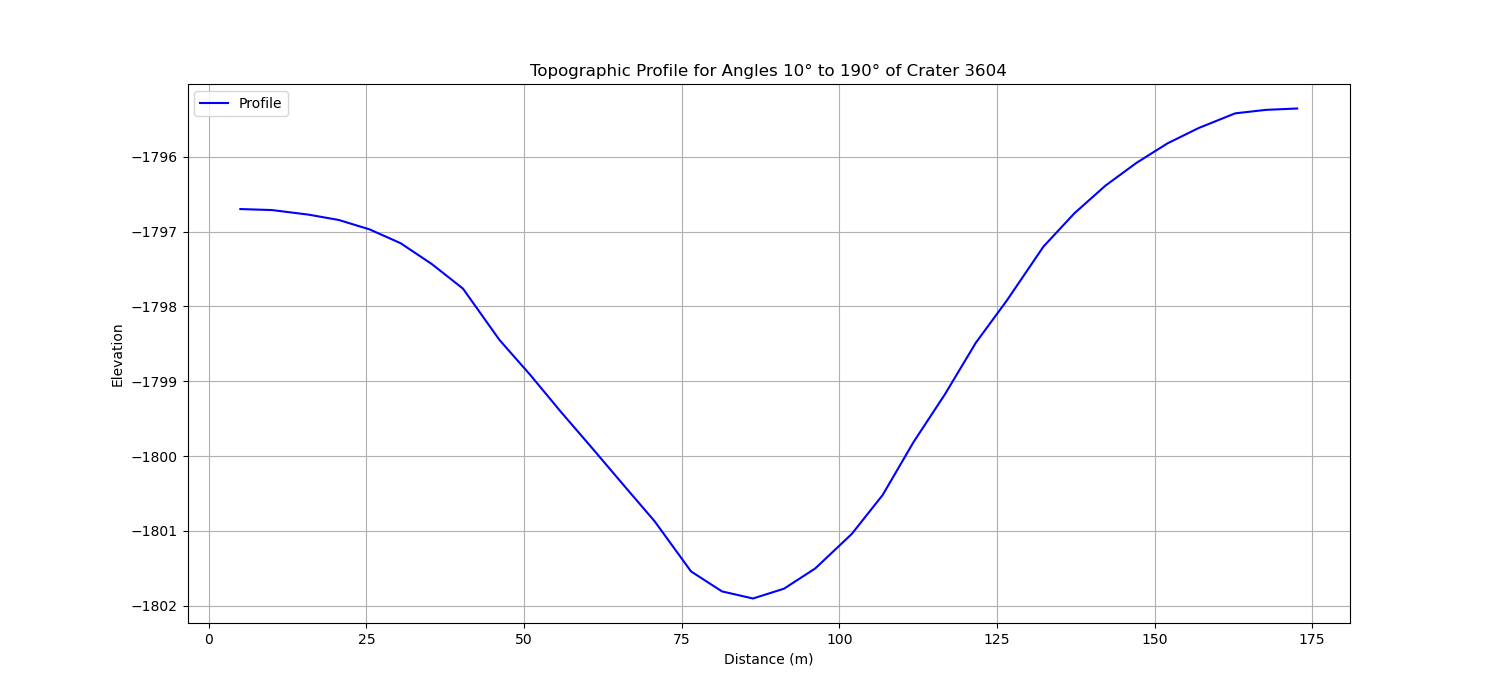 Topographic Profile for Angles 10° to 190° of Crater 3604
Profile
−1796
−1797
−1798
−1799
−1800
−1801
−1802
Elevation
0 25 50 75 100 125 150 175
Distance (m)